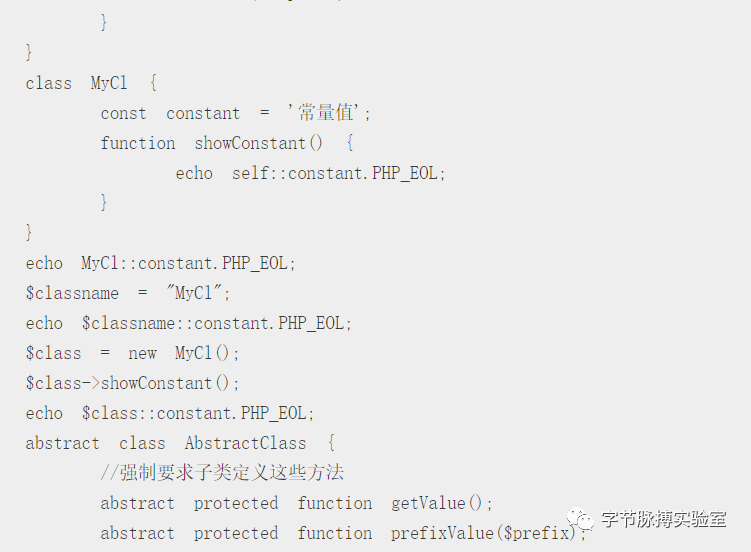 }
}
class MyCl {
const constant = '常量值';
function showConstant() {
echo self::constant.PHP_EOL;
}
}
echo MyCl::constant.PHP_EOL;
$classname = "MyCl";
echo $classname::constant.PHP_EOL;
$class = new MyCl();
$class->showConstant();
echo $class::constant.PHP_EOL;
abstract class AbstractClass {
//强制要求子类定义这些方法
abstract protected function getValue();
abstract protected function prefixValue($prefix);
字节脉搏实验室